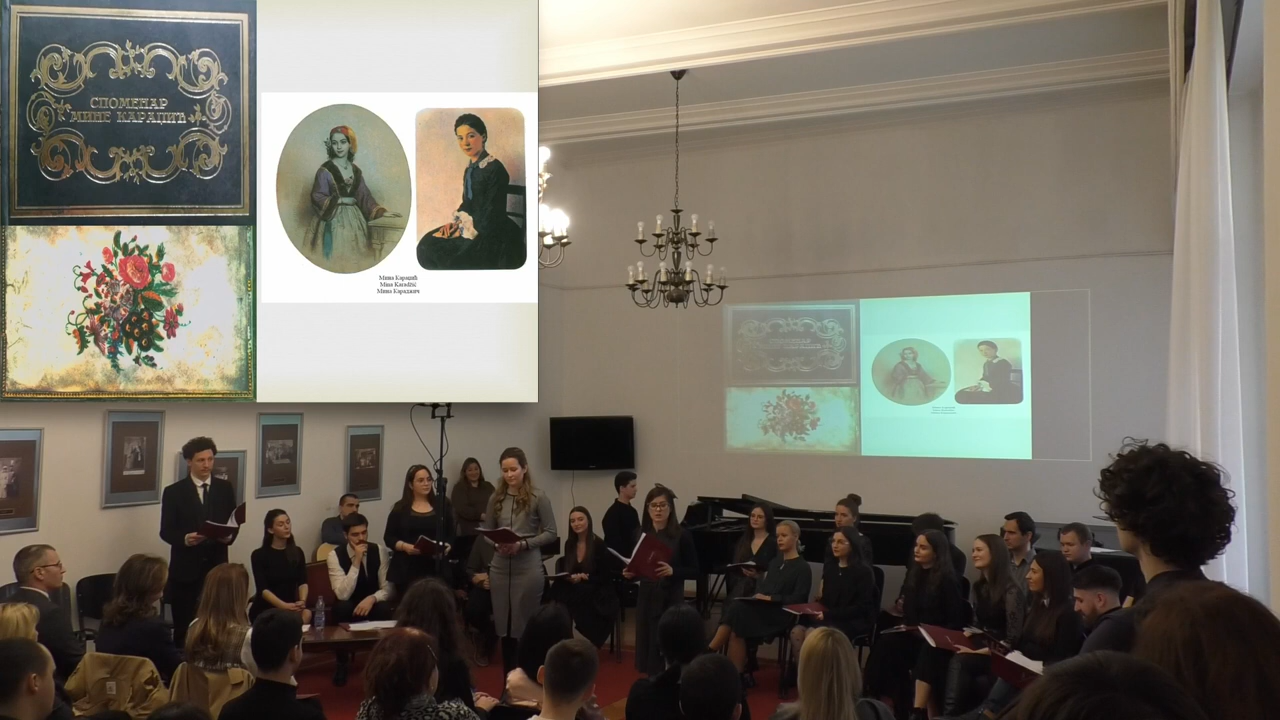 СПОМЕНАР
МИНЕ КАРАЏИЋ
Мина Караџић
Mina Karadžić
Мина Караджич